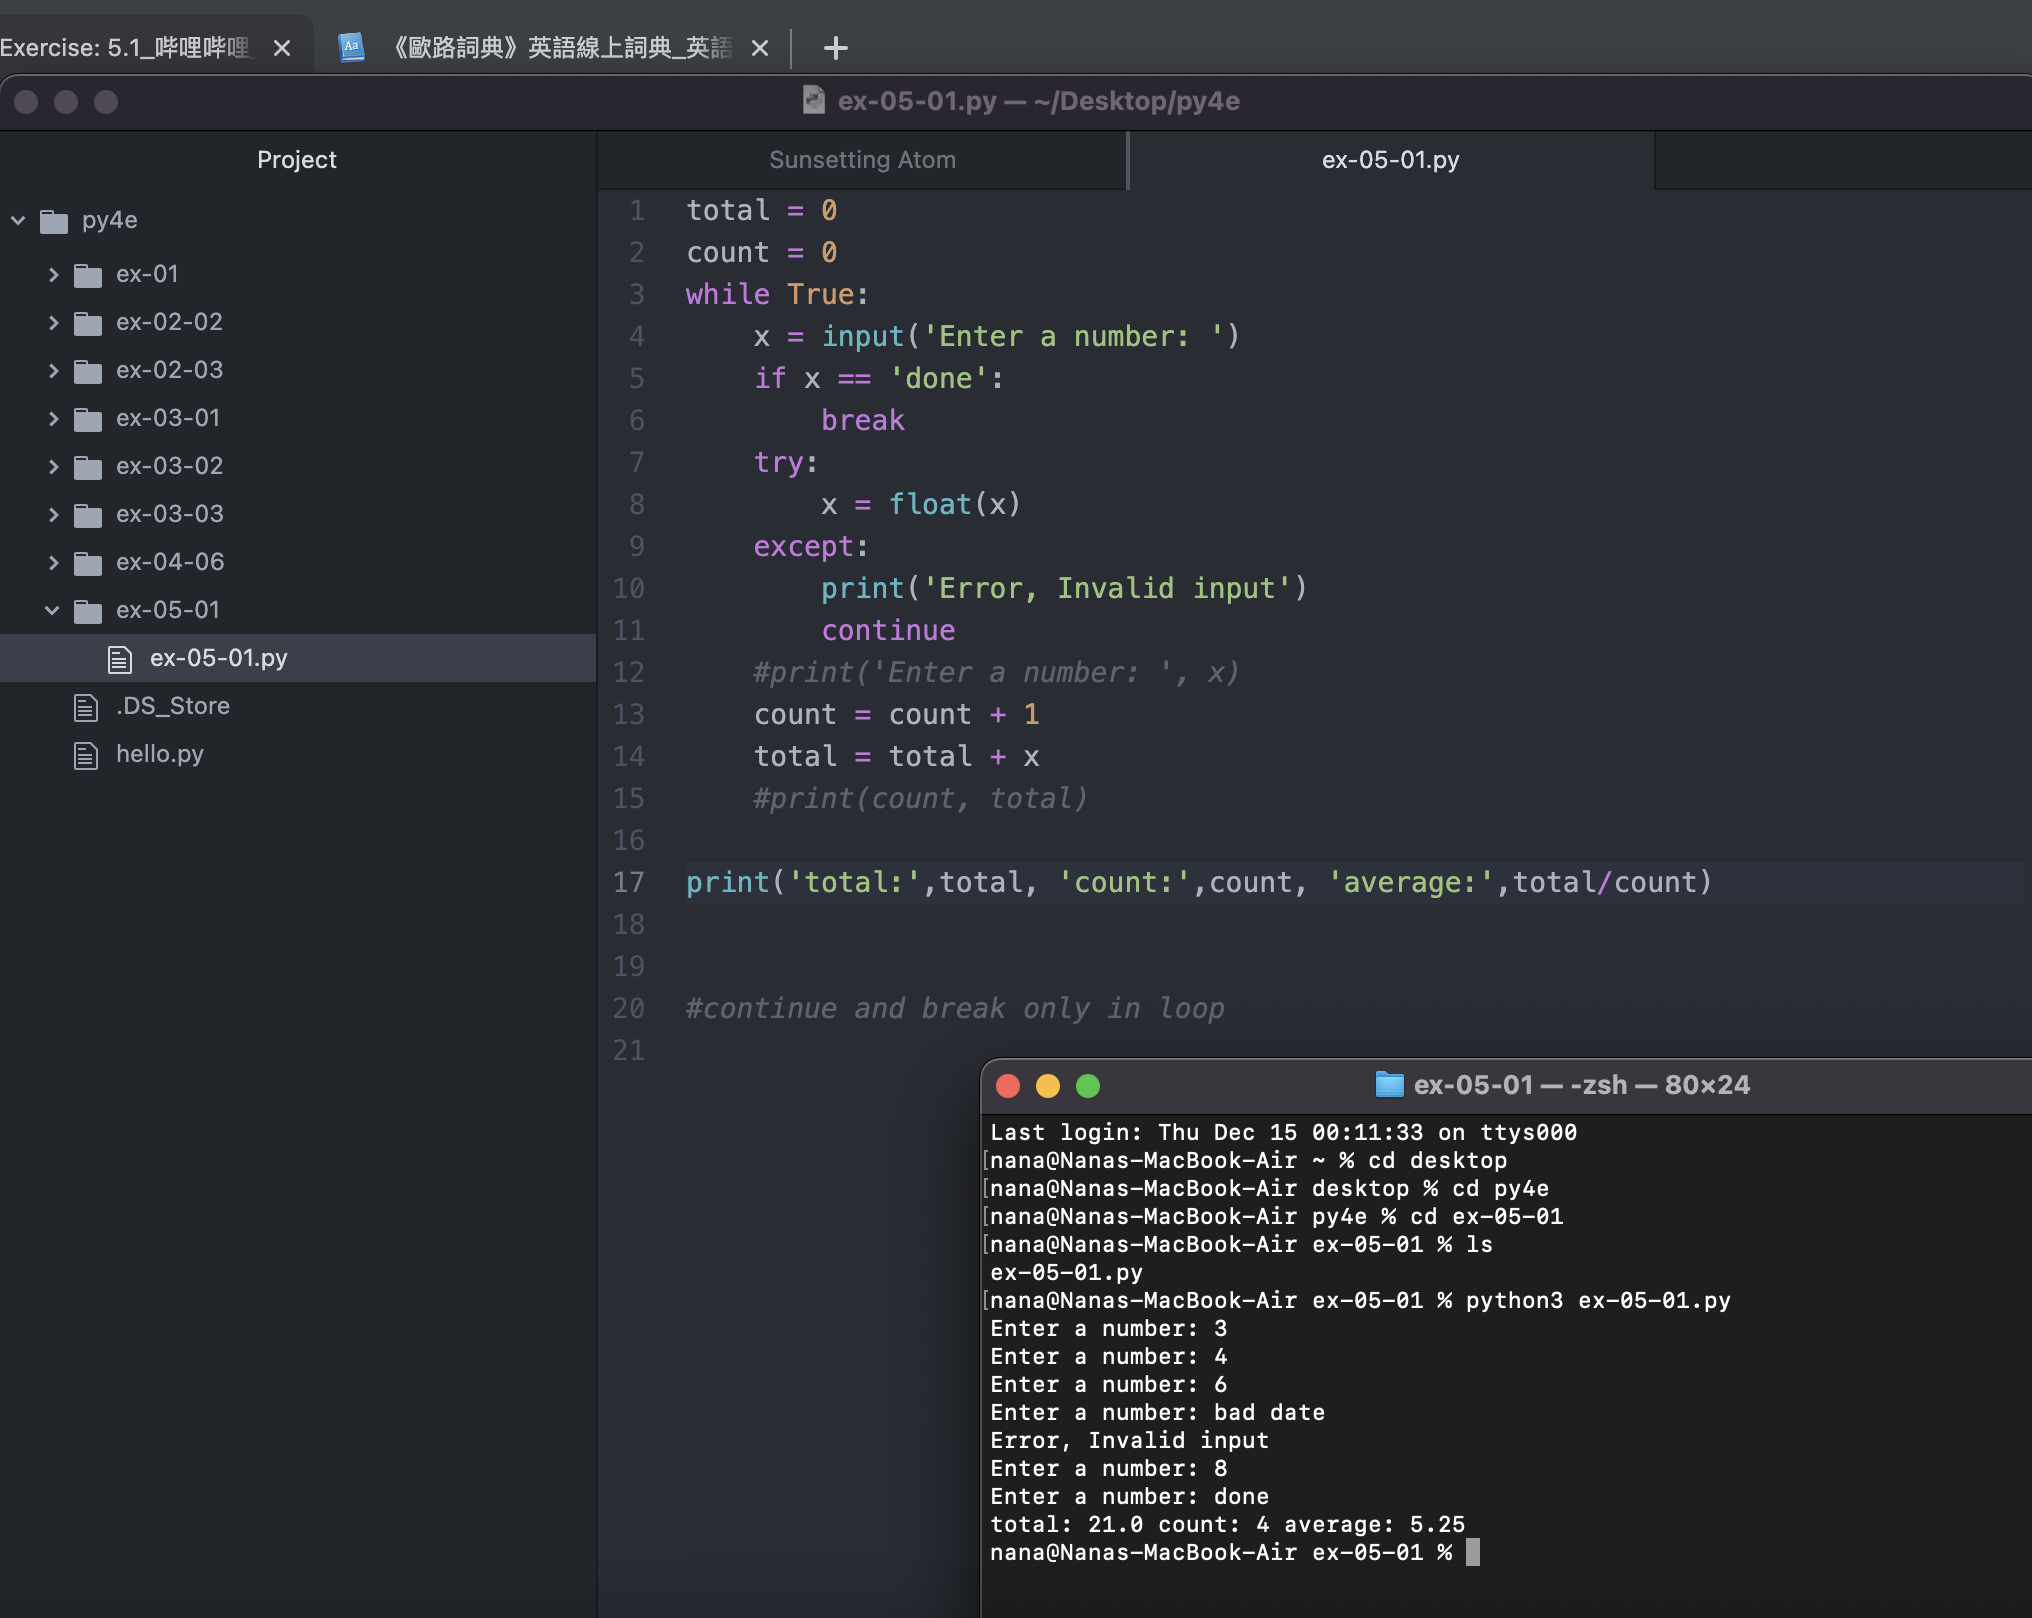 Exercise: 5.1_哔哩哔哩_
《歐路詞典》英語線上詞典_英語
ex-05-01.py — ~/Desktop/py4e
Project
Sunsetting Atom
ex-05-01.py
py4e
ex-01
ex-02-02
ex-02-03
ex-03-01
ex-03-02
ex-03-03
ex-04-06
ex-05-01
ex-05-01.py
.DS_Store
hello.py
1 total = 0
2 count = 0
3 while True:
4     x = input('Enter a number: ')
5     if x == 'done':
6         break
7     try:
8         x = float(x)
9     except:
10         print('Error, Invalid input')
11         continue
12     #print('Enter a number: ', x)
13     count = count + 1
14     total = total + x
15     #print(count, total)
16
17 print('total:',total, 'count:',count, 'average:',total/count)
18
19
20 #continue and break only in loop
21
ex-05-01 — -zsh — 80×24
Last login: Thu Dec 15 00:11:33 on ttys000
[nana@Nanas-MacBook-Air ~ % cd desktop
[nana@Nanas-MacBook-Air desktop % cd py4e
[nana@Nanas-MacBook-Air py4e % cd ex-05-01
[nana@Nanas-MacBook-Air ex-05-01 % ls
ex-05-01.py
[nana@Nanas-MacBook-Air ex-05-01 % python3 ex-05-01.py
Enter a number: 3
Enter a number: 4
Enter a number: 6
Enter a number: bad date
Error, Invalid input
Enter a number: 8
Enter a number: done
total: 21.0 count: 4 average: 5.25
nana@Nanas-MacBook-Air ex-05-01 %